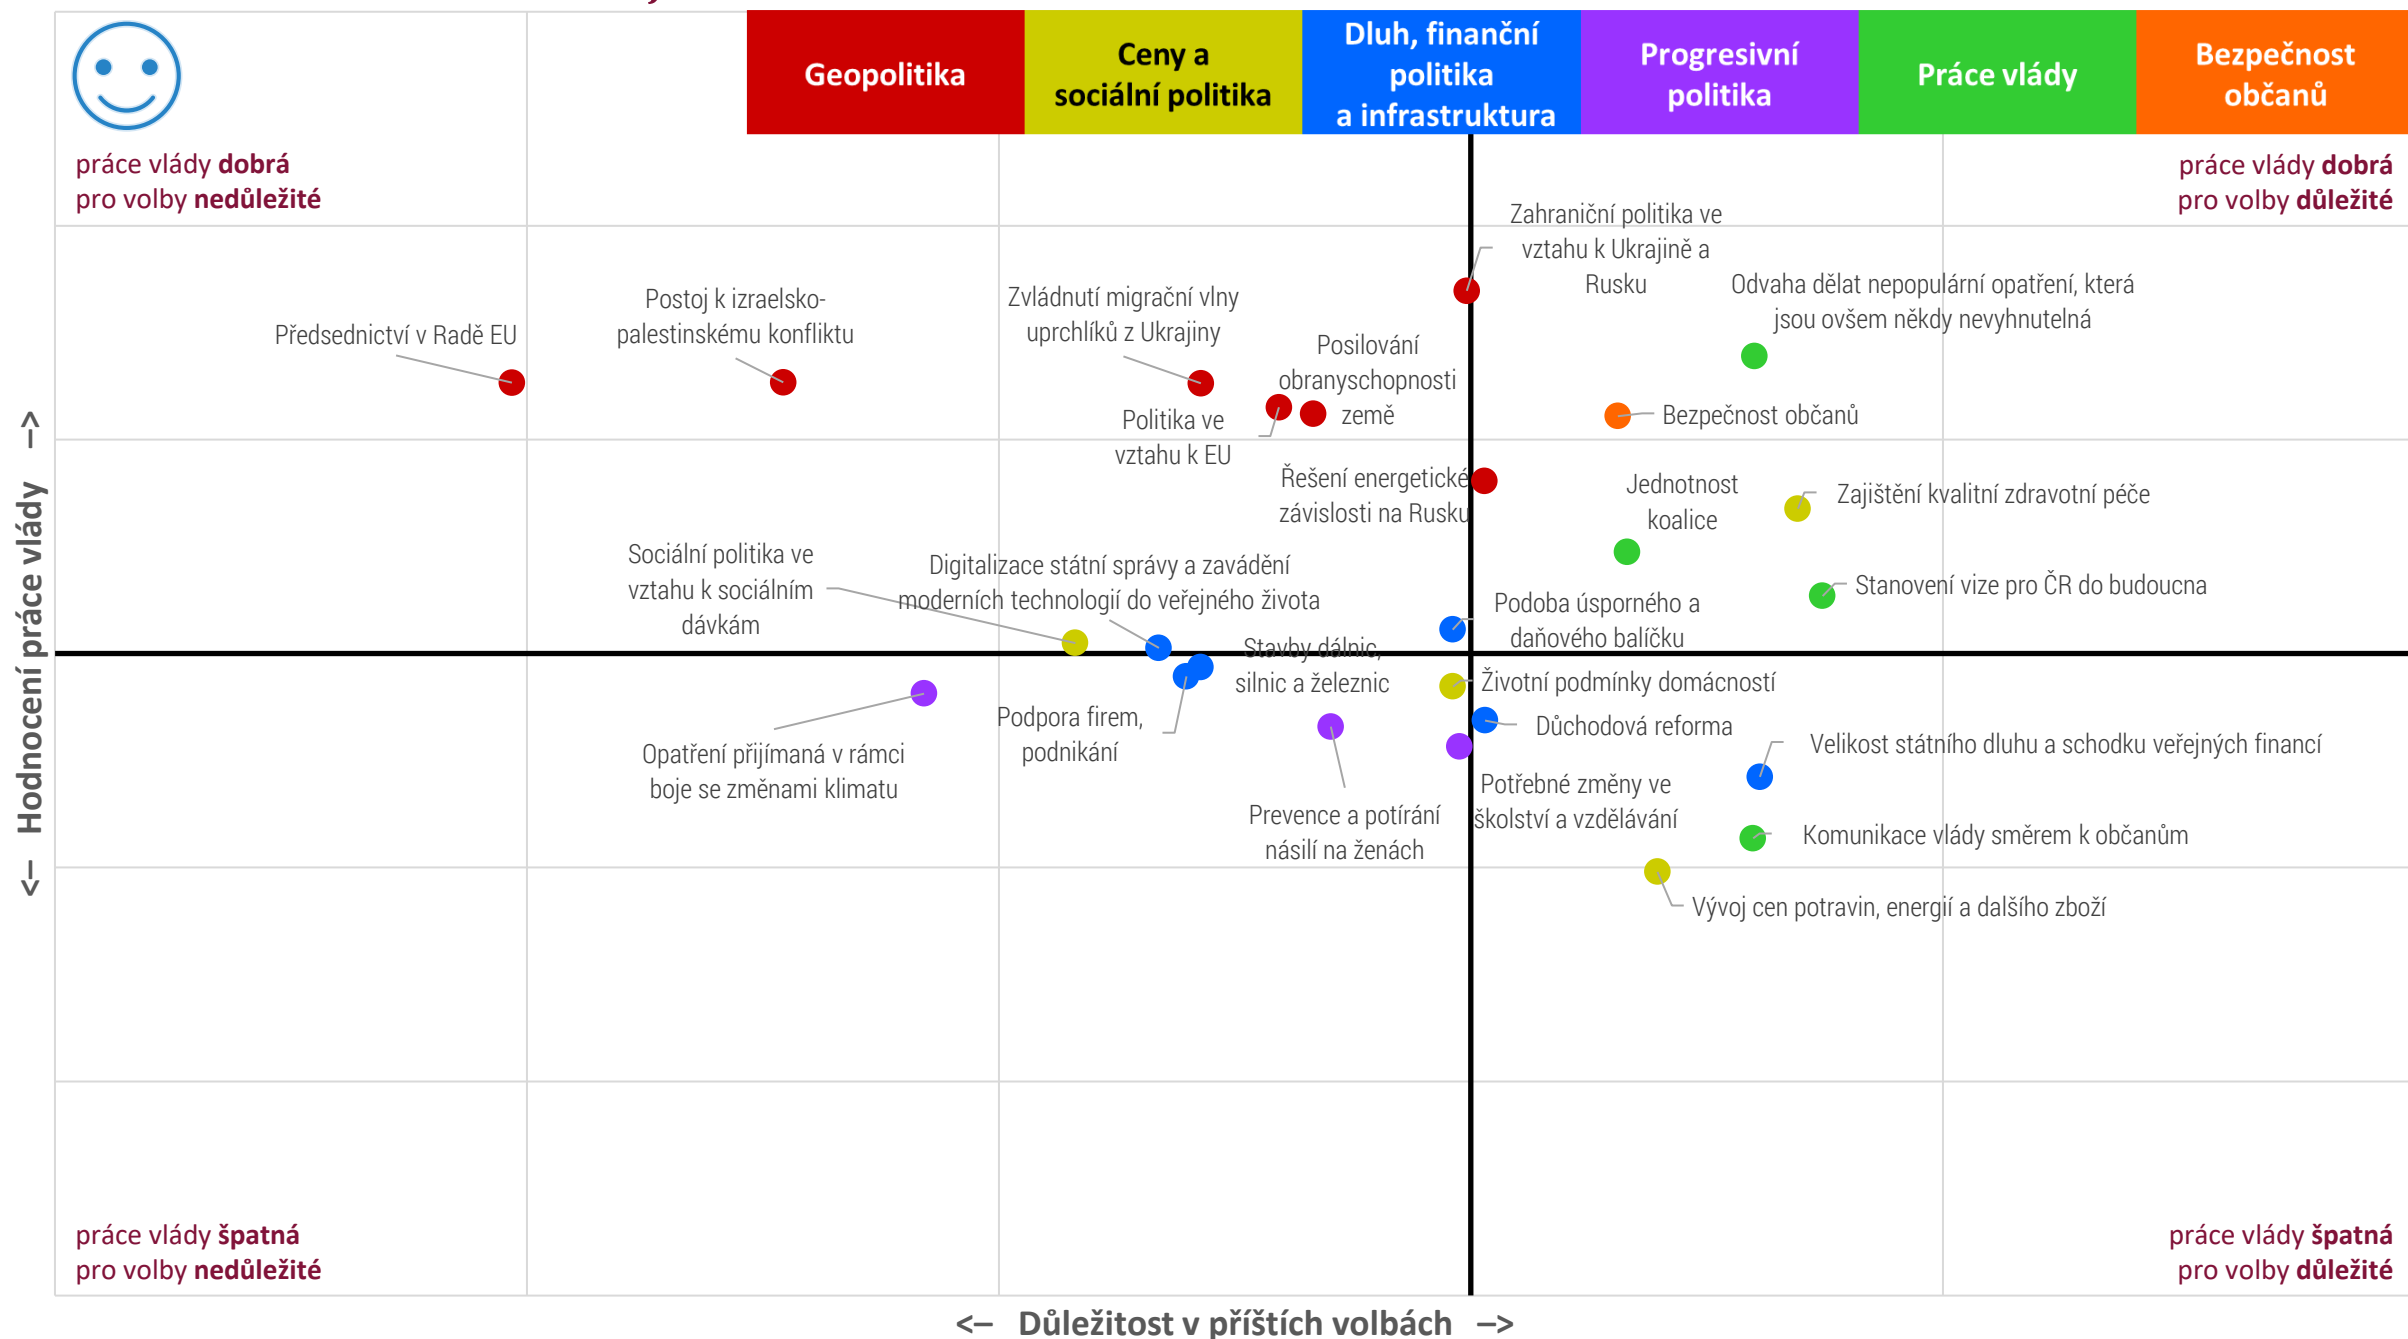 Geopolitika
Ceny a
sociální politika
Dluh, finanční
politika
a infrastruktura
Progresivní
politika
Práce vlády
Bezpečnost
občanů
práce vlády dobrá
pro volby nedůležité
práce vlády dobrá
pro volby důležité
Zahraniční politika ve
vztahu k Ukrajině a
Rusku
Odvaha dělat nepopulární opatření, která
jsou ovšem někdy nevyhnutelná
Zvládnutí migrační vlny
uprchlíků z Ukrajiny
Postoj k izraelsko-
palestinskému konfliktu
Předsednictví v Radě EU
Posilování
obranyschopnosti
země
Politika ve
vztahu k EU
Bezpečnost občanů
Řešení energetické
závislosti na Rusku
Jednotnost
koalice
Zajištění kvalitní zdravotní péče
Sociální politika ve
vztahu k sociálním
dávkám
Digitalizace státní správy a zavádění
moderních technologií do veřejného života
Stanovení vize pro ČR do budoucna
Podoba úsporného a
daňového balíčku
Stavby dálnic,
silnic a železnic
Životní podmínky domácností
Podpora firem,
podnikání
Důchodová reforma
Opatření přijímaná v rámci
boje se změnami klimatu
Velikost státního dluhu a schodku veřejných financí
Potřebné změny ve
školství a vzdělávání
Prevence a potírání
násilí na ženách
Komunikace vlády směrem k občanům
Vývoj cen potravin, energií a dalšího zboží
<– Hodnocení práce vlády –>
práce vlády špatná
pro volby nedůležité
práce vlády špatná
pro volby důležité
<– Důležitost v příštích volbách –>